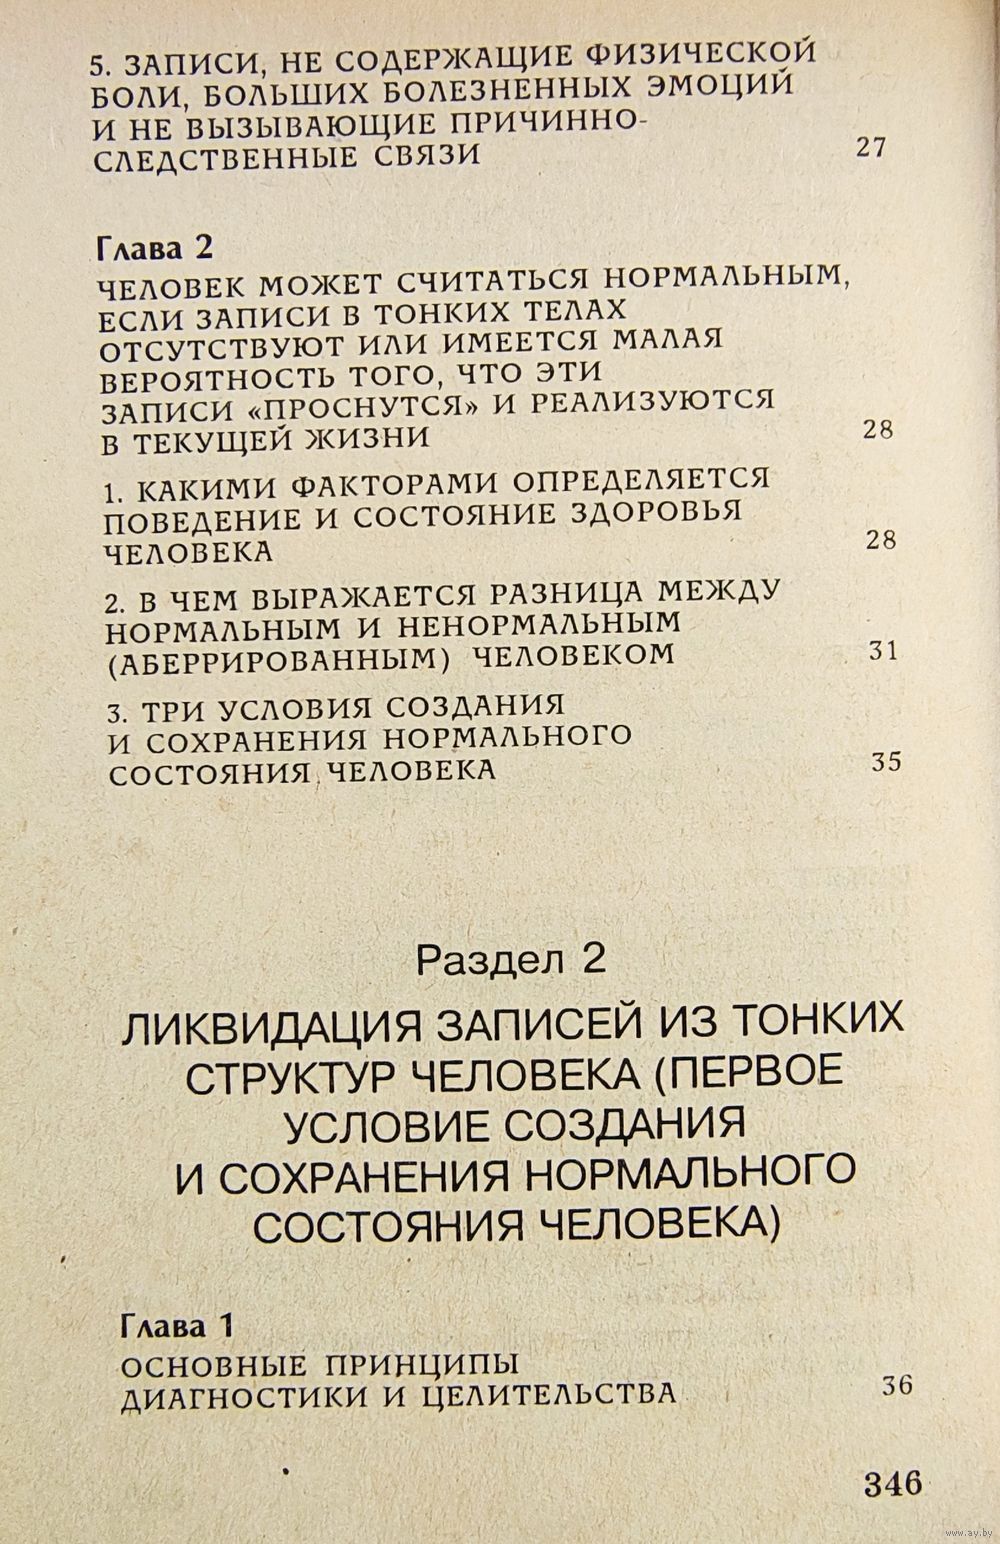 5. ЗАПИСИ, НЕ СОДЕРЖАЩИЕ ФИЗИЧЕСКОЙ
БОЛИ, БОЛЬШИХ БОЛЕЗНЕННЫХ ЭМОЦИЙ
И НЕ ВЫЗЫВАЮЩИЕ ПРИЧИННО-
СЛЕДСТВЕННЫЕ СВЯЗИ 27
Глава 2
ЧЕЛОВЕК МОЖЕТ СЧИТАТЬСЯ НОРМАЛЬНЫМ,
ЕСЛИ ЗАПИСИ В ТОНКИХ ТЕЛАХ
ОТСУТСТВУЮТ ИЛИ ИМЕЕТСЯ МАЛАЯ
ВЕРОЯТНОСТЬ ТОГО, ЧТО ЭТИ
ЗАПИСИ «ПРОСНУТСЯ» И РЕАЛИЗУЮТСЯ
В ТЕКУЩЕЙ ЖИЗНИ 28
1. КАКИМИ ФАКТОРАМИ ОПРЕДЕЛЯЕТСЯ
ПОВЕДЕНИЕ И СОСТОЯНИЕ ЗДОРОВЬЯ
ЧЕЛОВЕКА 28
2. В ЧЕМ ВЫРАЖАЕТСЯ РАЗНИЦА МЕЖДУ
НОРМАЛЬНЫМ И НЕНОРМАЛЬНЫМ
(АБЕРРИРОВАННЫМ) ЧЕЛОВЕКОМ 31
3. ТРИ УСЛОВИЯ СОЗДАНИЯ
И СОХРАНЕНИЯ НОРМАЛЬНОГО
СОСТОЯНИЯ ЧЕЛОВЕКА 35
Раздел 2
ЛИКВИДАЦИЯ ЗАПИСЕЙ ИЗ ТОНКИХ
СТРУКТУР ЧЕЛОВЕКА (ПЕРВОЕ
УСЛОВИЕ СОЗДАНИЯ
И СОХРАНЕНИЯ НОРМАЛЬНОГО
СОСТОЯНИЯ ЧЕЛОВЕКА)
Глава 1
ОСНОВНЫЕ ПРИНЦИПЫ
ДИАГНОСТИКИ И ЦЕЛИТЕЛЬСТВА 36
346
www.ay.by